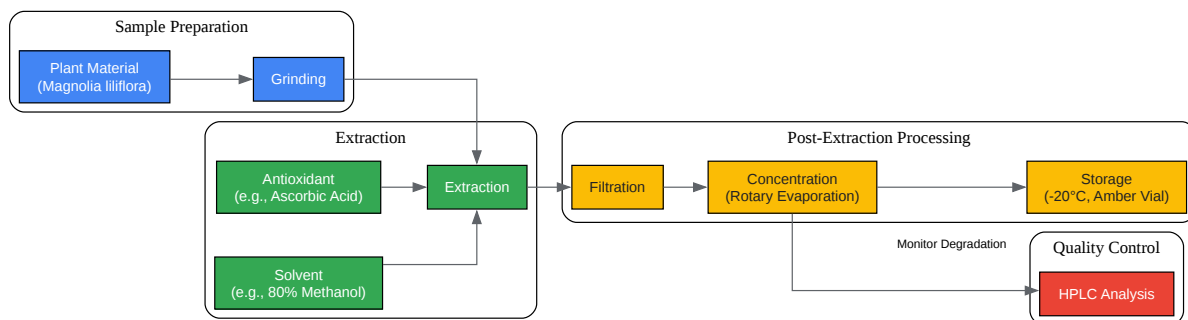 Sample Preparation
Plant Material
(Magnolia liliflora)
Grinding
Extraction
Antioxidant
(e.g., Ascorbic Acid)
Extraction
Solvent
(e.g., 80% Methanol)
Post-Extraction Processing
Filtration
Concentration
(Rotary Evaporation)
Storage
(-20°C, Amber Vial)
Monitor Degradation
Quality Control
HPLC Analysis